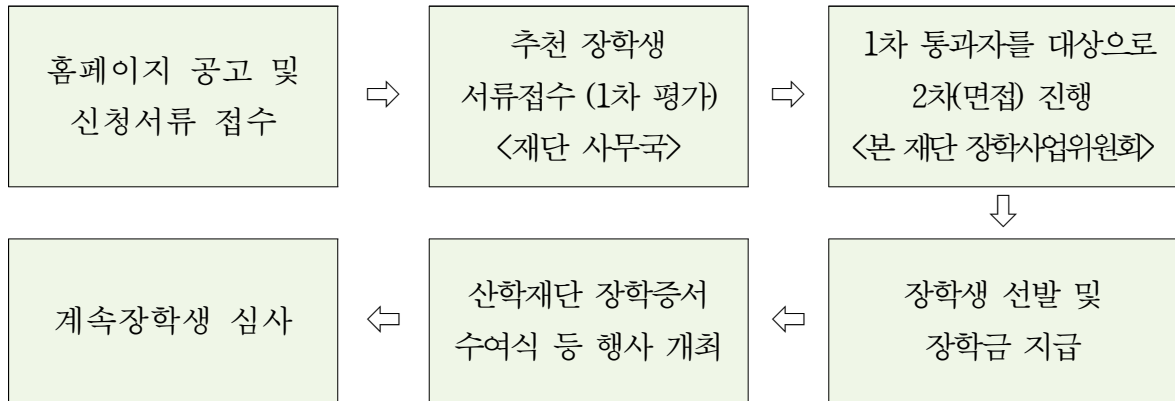 홈페이지 공고 및
신청서류 접수
⇨
추천 장학생
서류접수 (1차 평가)
<재단 사무국>
⇨
1차 통과자를 대상으로
2차(면접) 진행
<본 재단 장학사업위원회>
⇩
장학생 선발 및
장학금 지급
⇦
산학재단 장학증서
수여식 등 행사 개최
⇦
계속장학생 심사